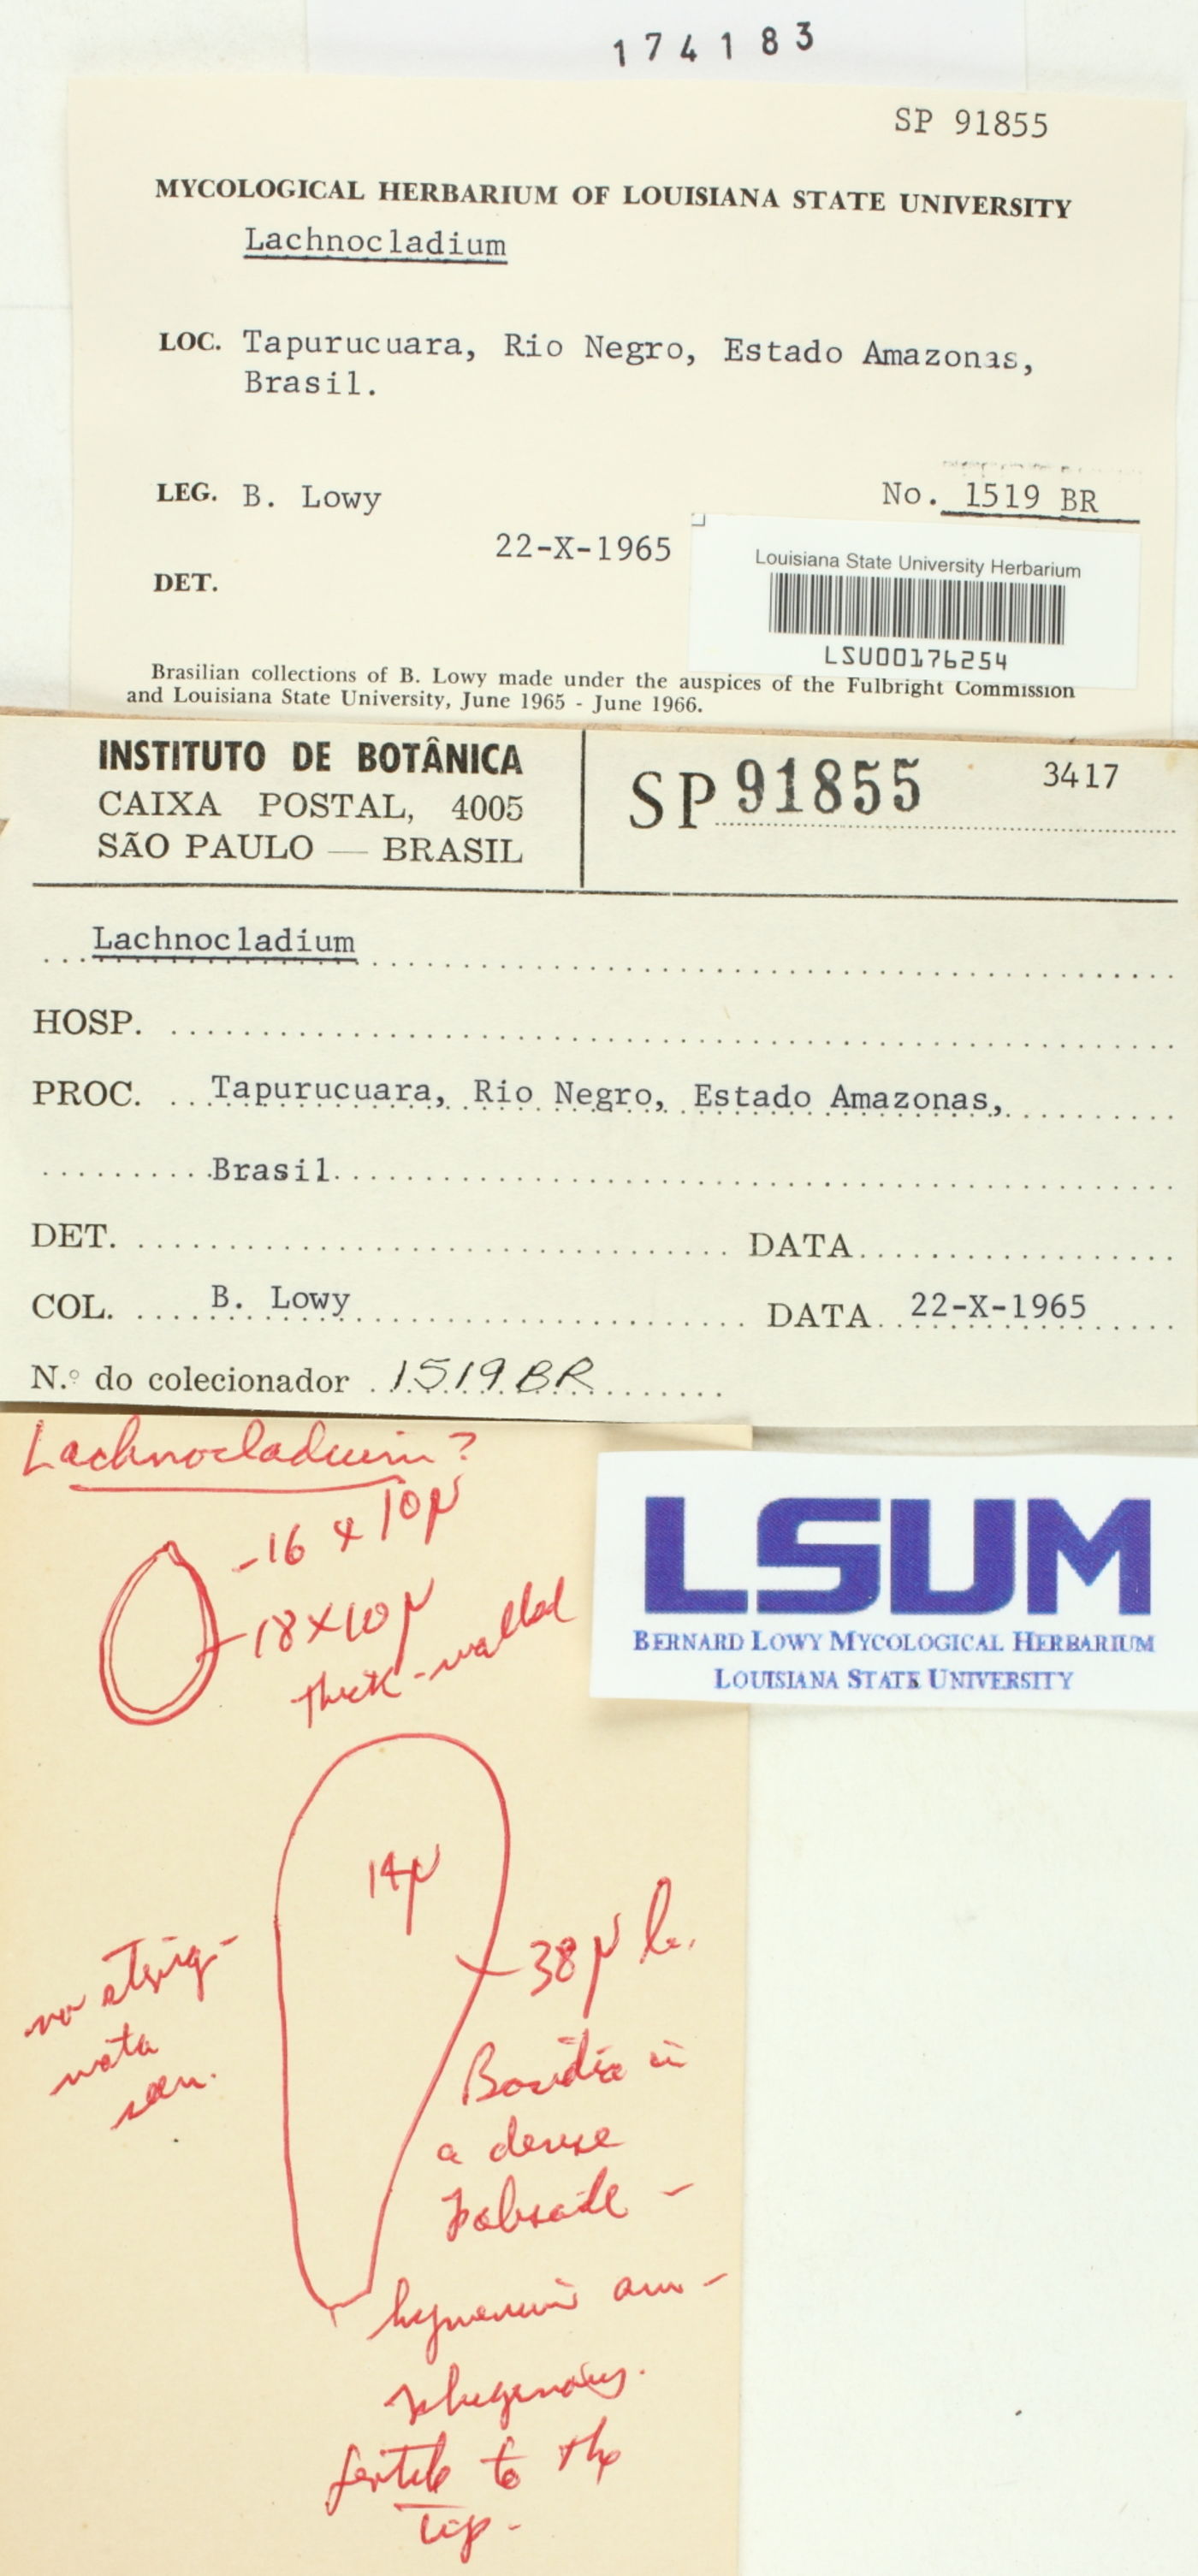 174183
SP 91855
MYCOLOGICAL HERBARIUM OF LOUISIANA STATE UNIVERSITY
Lachnocladium
LOC. Tapurucuara, Rio Negro, Estado Amazonas,
Brasil.
LEG. B. Lowy
No. 1519 BR
22-X-1965
DET.
Louisiana State University Herbarium
LSU00176254
Brasilian collections of B. Lowy made under the auspices of the Fulbright Commission
and Louisiana State University, June 1965 - June 1966.
INSTITUTO DE BOTÂNICA
CAIXA POSTAL, 4005
SÃO PAULO — BRASIL
SP 91855
3417
Lachnocladium
HOSP.
PROC. Tapurucuara, Rio Negro, Estado Amazonas,
Brasil
DET. DATA
COL. B. Lowy DATA 22-X-1965
N.º do colecionador 1519 BR
Lachnocladium?
-16 x 10µ
-18x10µ
thick-walled
LSUM
BERNARD LOWY MYCOLOGICAL HERBARIUM
LOUISIANA STATE UNIVERSITY
14µ
38µ l.
no sterig-
mata
seen.
Basidia in
a dense
palisade -
hymenium am-
phigenous.
fertile to the
tip -